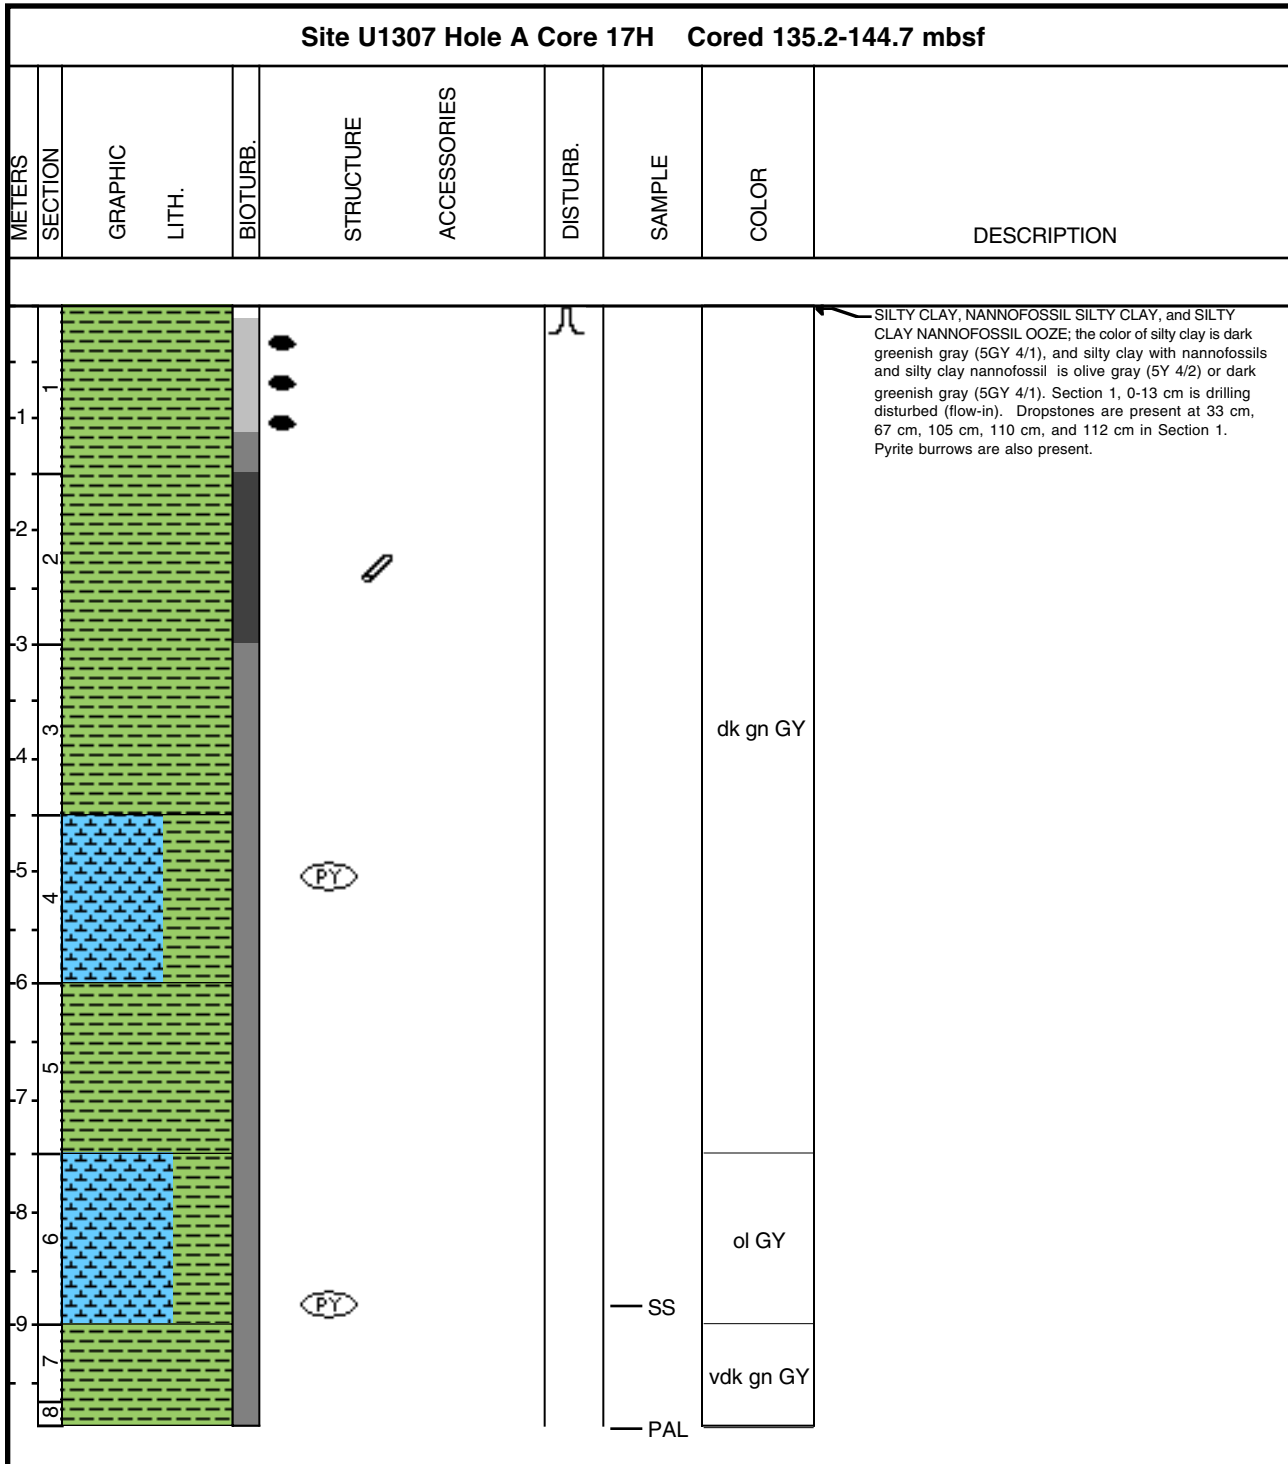 Site U1307 Hole A Core 17H Cored 135.2-144.7 mbsf
METERS
SECTION
GRAPHIC
LITH.
BIOTURB.
STRUCTURE
ACCESSORIES
DISTURB.
SAMPLE
COLOR
DESCRIPTION
SILTY CLAY, NANNOFOSSIL SILTY CLAY, and SILTY
CLAY NANNOFOSSIL OOZE; the color of silty clay is dark
greenish gray (5GY 4/1), and silty clay with nannofossils
and silty clay nannofossil is olive gray (5Y 4/2) or dark
greenish gray (5GY 4/1). Section 1, 0-13 cm is drilling
disturbed (flow-in). Dropstones are present at 33 cm,
67 cm, 105 cm, 110 cm, and 112 cm in Section 1.
Pyrite burrows are also present.
1
1
2
2
3
3
dk gn GY
4
5
PY
4
6
5
7
8
6
ol GY
PY
SS
9
7
vdk gn GY
8
PAL